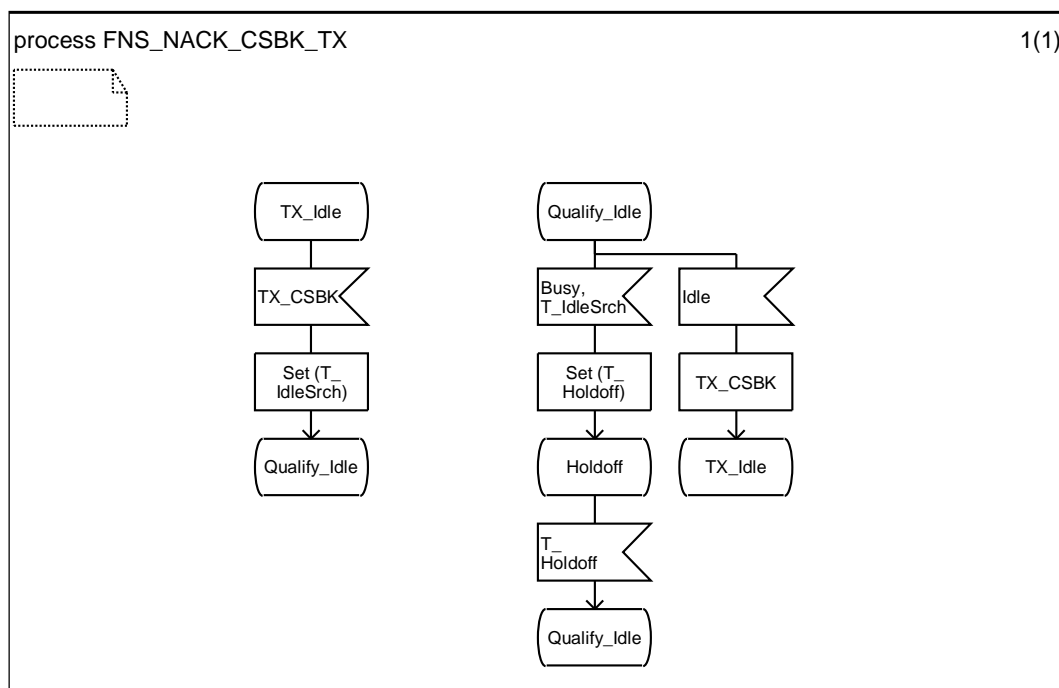 process FNS_NACK_CSBK_TX
1(1)
TX_Idle
TX_CSBK
Set (T_
IdleSrch)
Qualify_Idle
Qualify_Idle
Busy,
T_IdleSrch
Set (T_
Holdoff)
Holdoff
T_
Holdoff
Qualify_Idle
Idle
TX_CSBK
TX_Idle